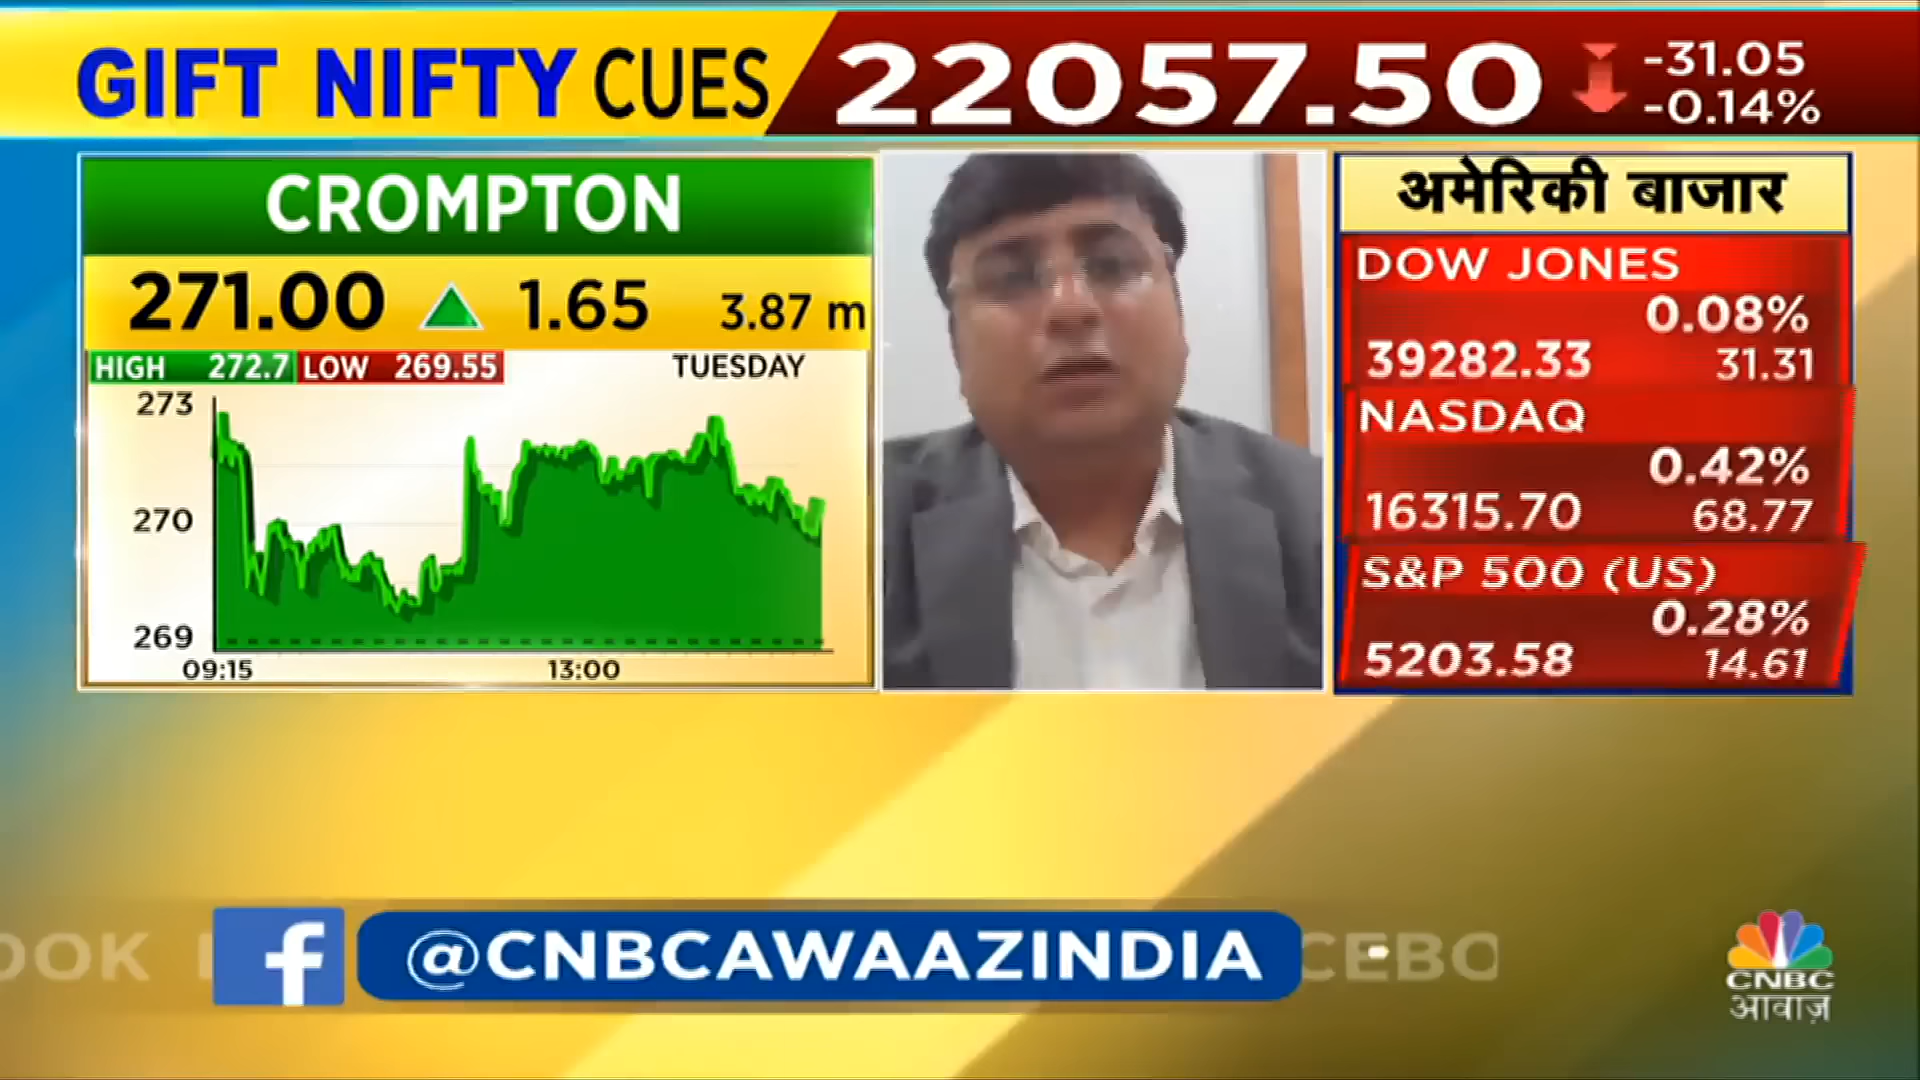 GIFT NIFTY CUES 22057.50 -31.05
-0.14%
CROMPTON
271.00 1.65 3.87 m
HIGH 272.7 LOW 269.55 TUESDAY
273
270
269
09:15 13:00
अमेरिकी बाजार
DOW JONES
0.08%
39282.33 31.31
NASDAQ
0.42%
16315.70 68.77
S&P 500 (US)
0.28%
5203.58 14.61
OOK f @CNBCAWAAZINDIA CEBO
CNBC
आवाज़